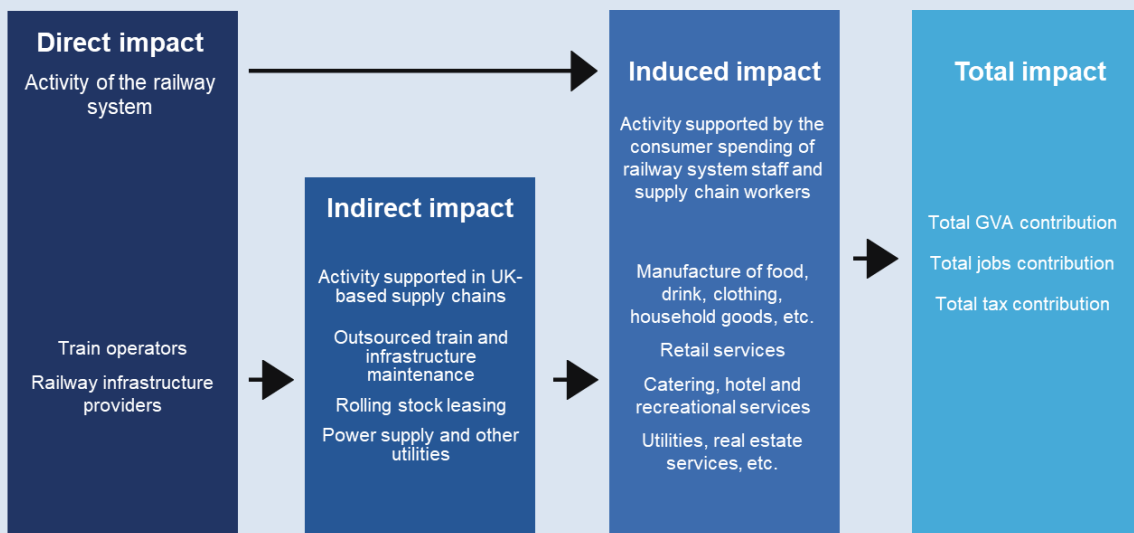 Direct impact
Activity of the railway
system
Train operators
Railway infrastructure
providers
Indirect impact
Activity supported in UK-
based supply chains
Outsourced train and
infrastructure
maintenance
Rolling stock leasing
Power supply and other
utilities
Induced impact
Activity supported by the
consumer spending of
railway system staff and
supply chain workers
Manufacture of food,
drink, clothing,
household goods, etc.
Retail services
Catering, hotel and
recreational services
Utilities, real estate
services, etc.
Total impact
Total GVA contribution
Total jobs contribution
Total tax contribution